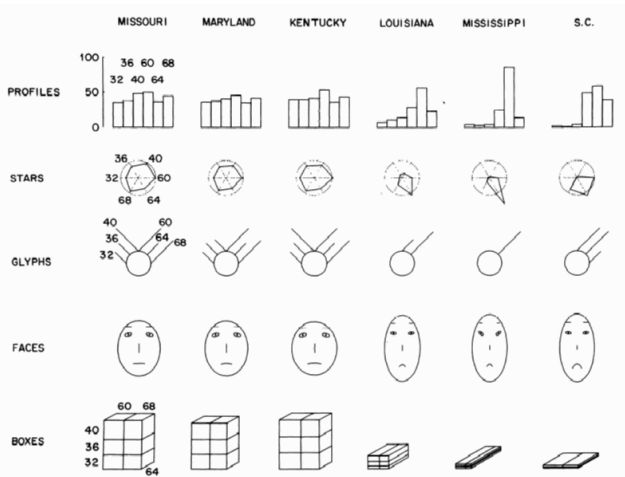 MISSOURI MARYLAND KENTUCKY LOUISIANA MISSISSIPPI S.C.
100
36 60 68
32 40 64
PROFILES 50
0
36 40
STARS 32 60
68 64
40 60
36 64 68
GLYPHS 32
FACES
60 68
40
BOXES 36
32
64